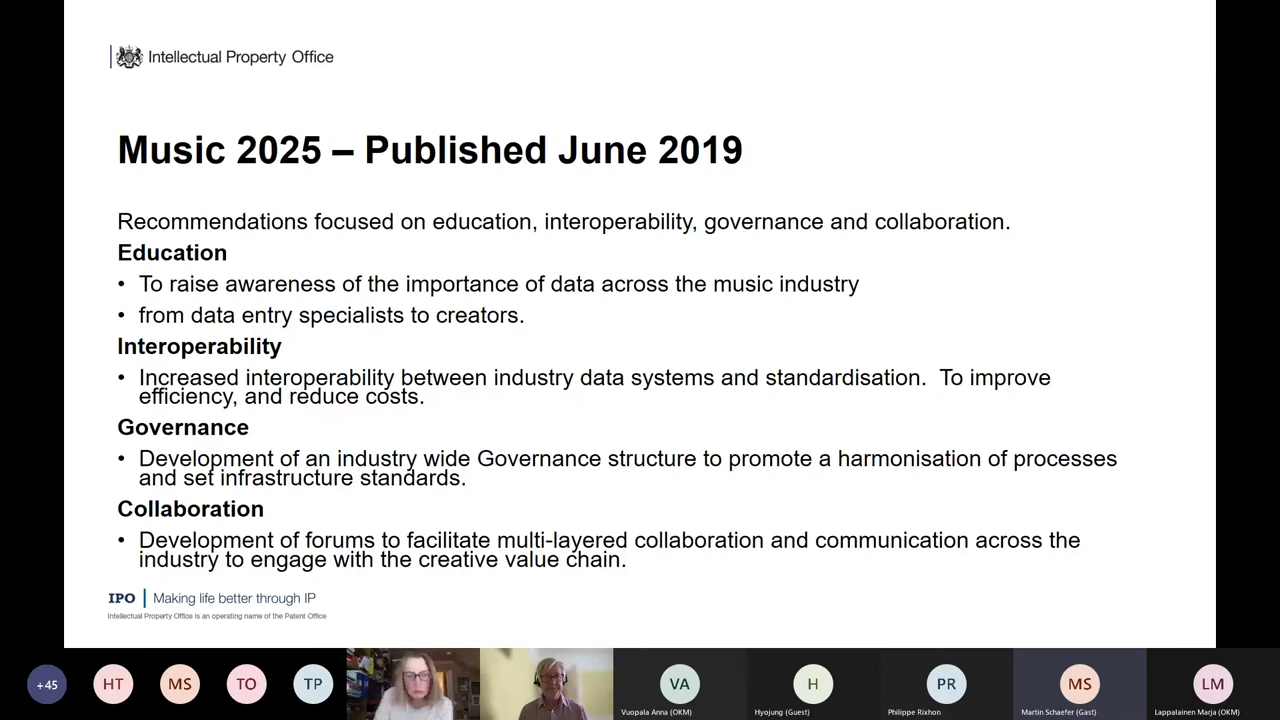 Intellectual Property Office
Music 2025 – Published June 2019
Recommendations focused on education, interoperability, governance and collaboration.
Education
• To raise awareness of the importance of data across the music industry
• from data entry specialists to creators.
Interoperability
• Increased interoperability between industry data systems and standardisation.  To improve
efficiency, and reduce costs.
Governance
• Development of an industry wide Governance structure to promote a harmonisation of processes
and set infrastructure standards.
Collaboration
• Development of forums to facilitate multi-layered collaboration and communication across the
industry to engage with the creative value chain.
IPO | Making life better through IP
Intellectual Property Office is an operating name of the Patent Office
+45 HT MS TO TP VA H PR MS LM
Vuopala Anna (OKM) Hyojung (Guest) Philippe Rixhon Martin Schaefer (Gast) Lappalainen Marja (OKM)